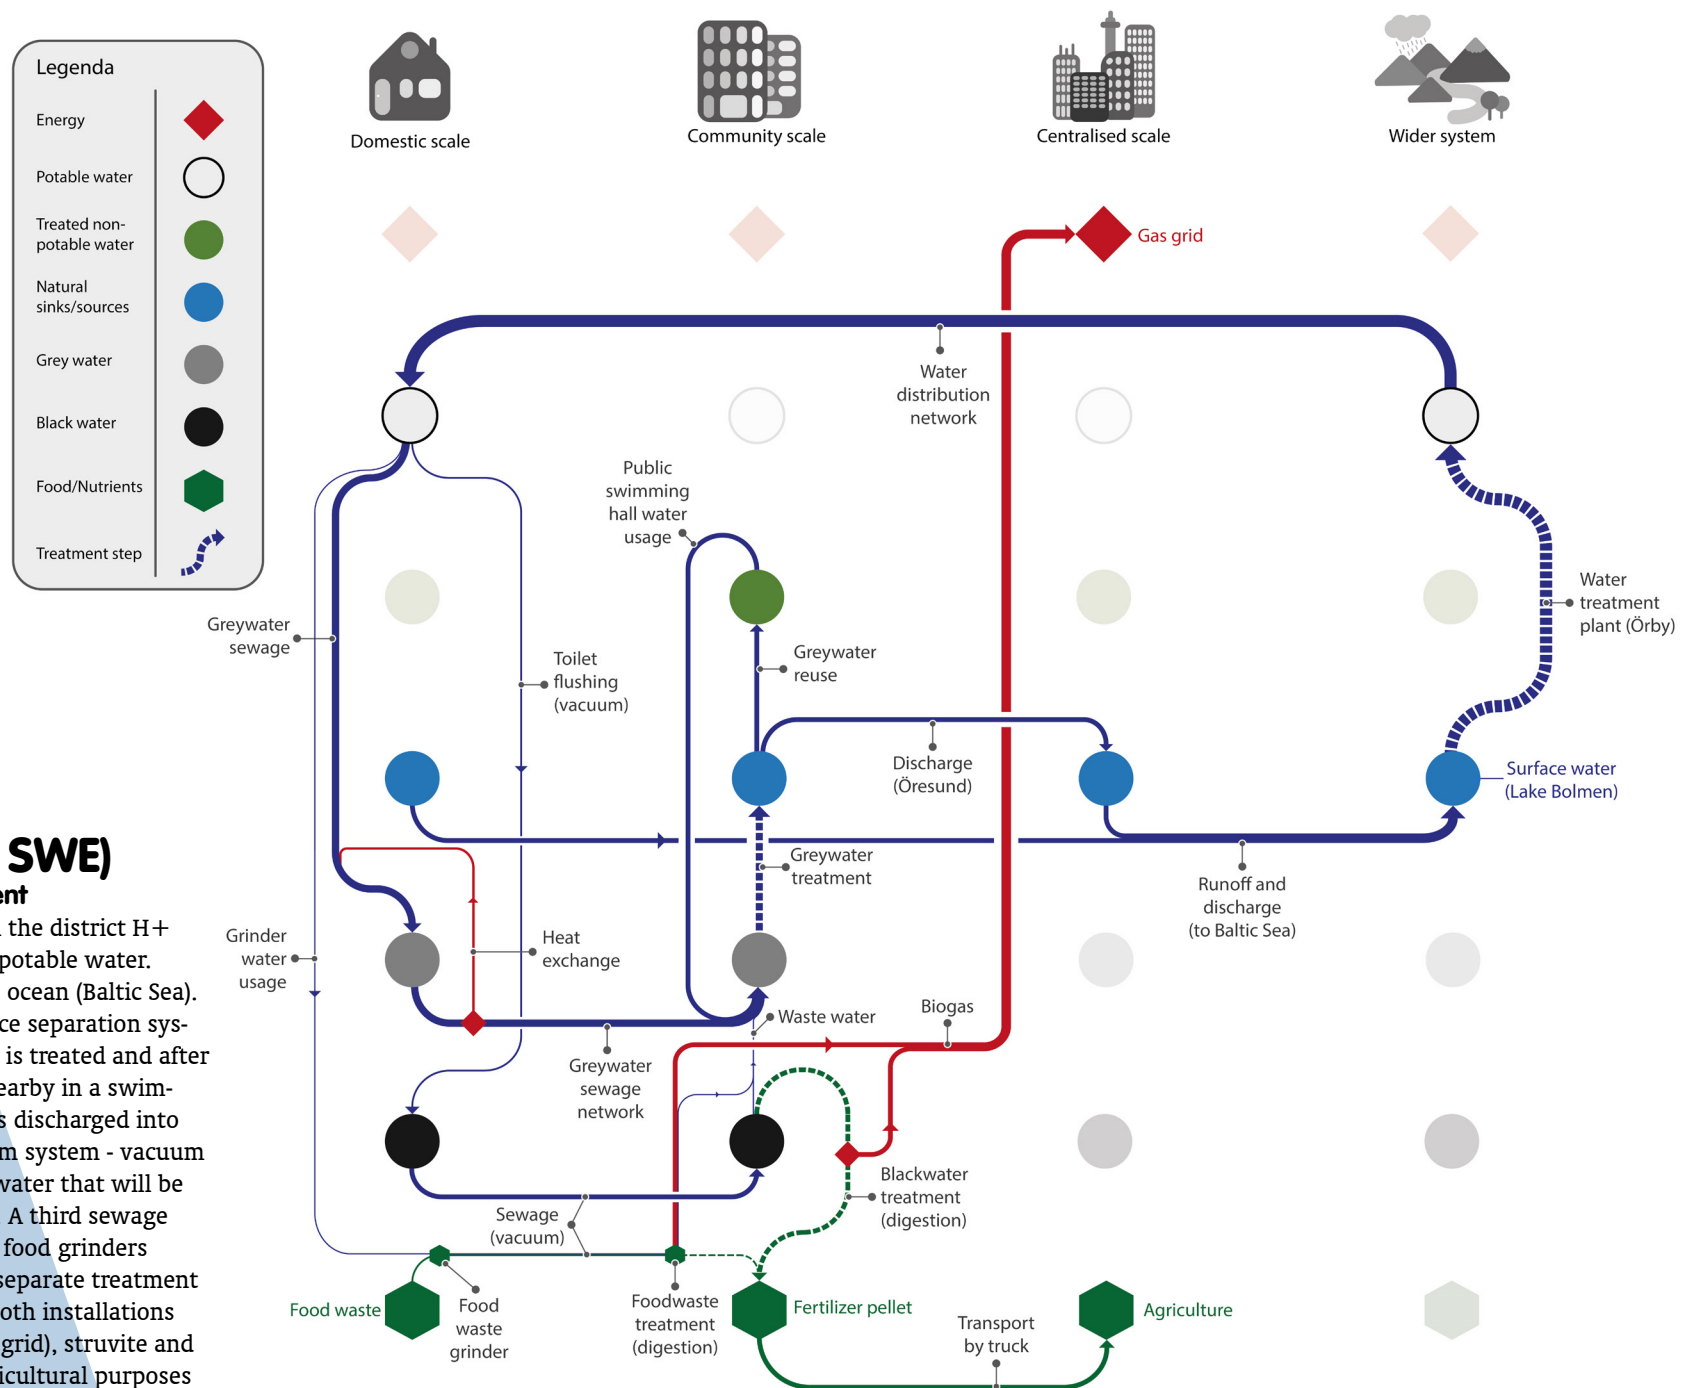 Legenda
Energy
Potable water
Treated non-
potable water
Natural
sinks/sources
Grey water
Black water
Food/Nutrients
Treatment step
Domestic scale
Community scale
Centralised scale
Wider system
Gas grid
Water
distribution
network
Public
swimming
hall water
usage
Water
treatment
plant (Örby)
Greywater
sewage
Toilet
flushing
(vacuum)
Greywater
reuse
Discharge
(Öresund)
Surface water
(Lake Bolmen)
Greywater
treatment
Runoff and
discharge
(to Baltic Sea)
Grinder
water
usage
Heat
exchange
Biogas
Waste water
Greywater
sewage
network
Blackwater
treatment
(digestion)
Sewage
(vacuum)
Food waste
Food
waste
grinder
Foodwaste
treatment
(digestion)
Fertilizer pellet
Transport
by truck
Agriculture
SWE)
ent
the district H+
potable water.
ocean (Baltic Sea).
ce separation sys-
is treated and after
earby in a swim-
s discharged into
m system - vacuum
water that will be
A third sewage
food grinders
separate treatment
oth installations
grid), struvite and
icultural purposes